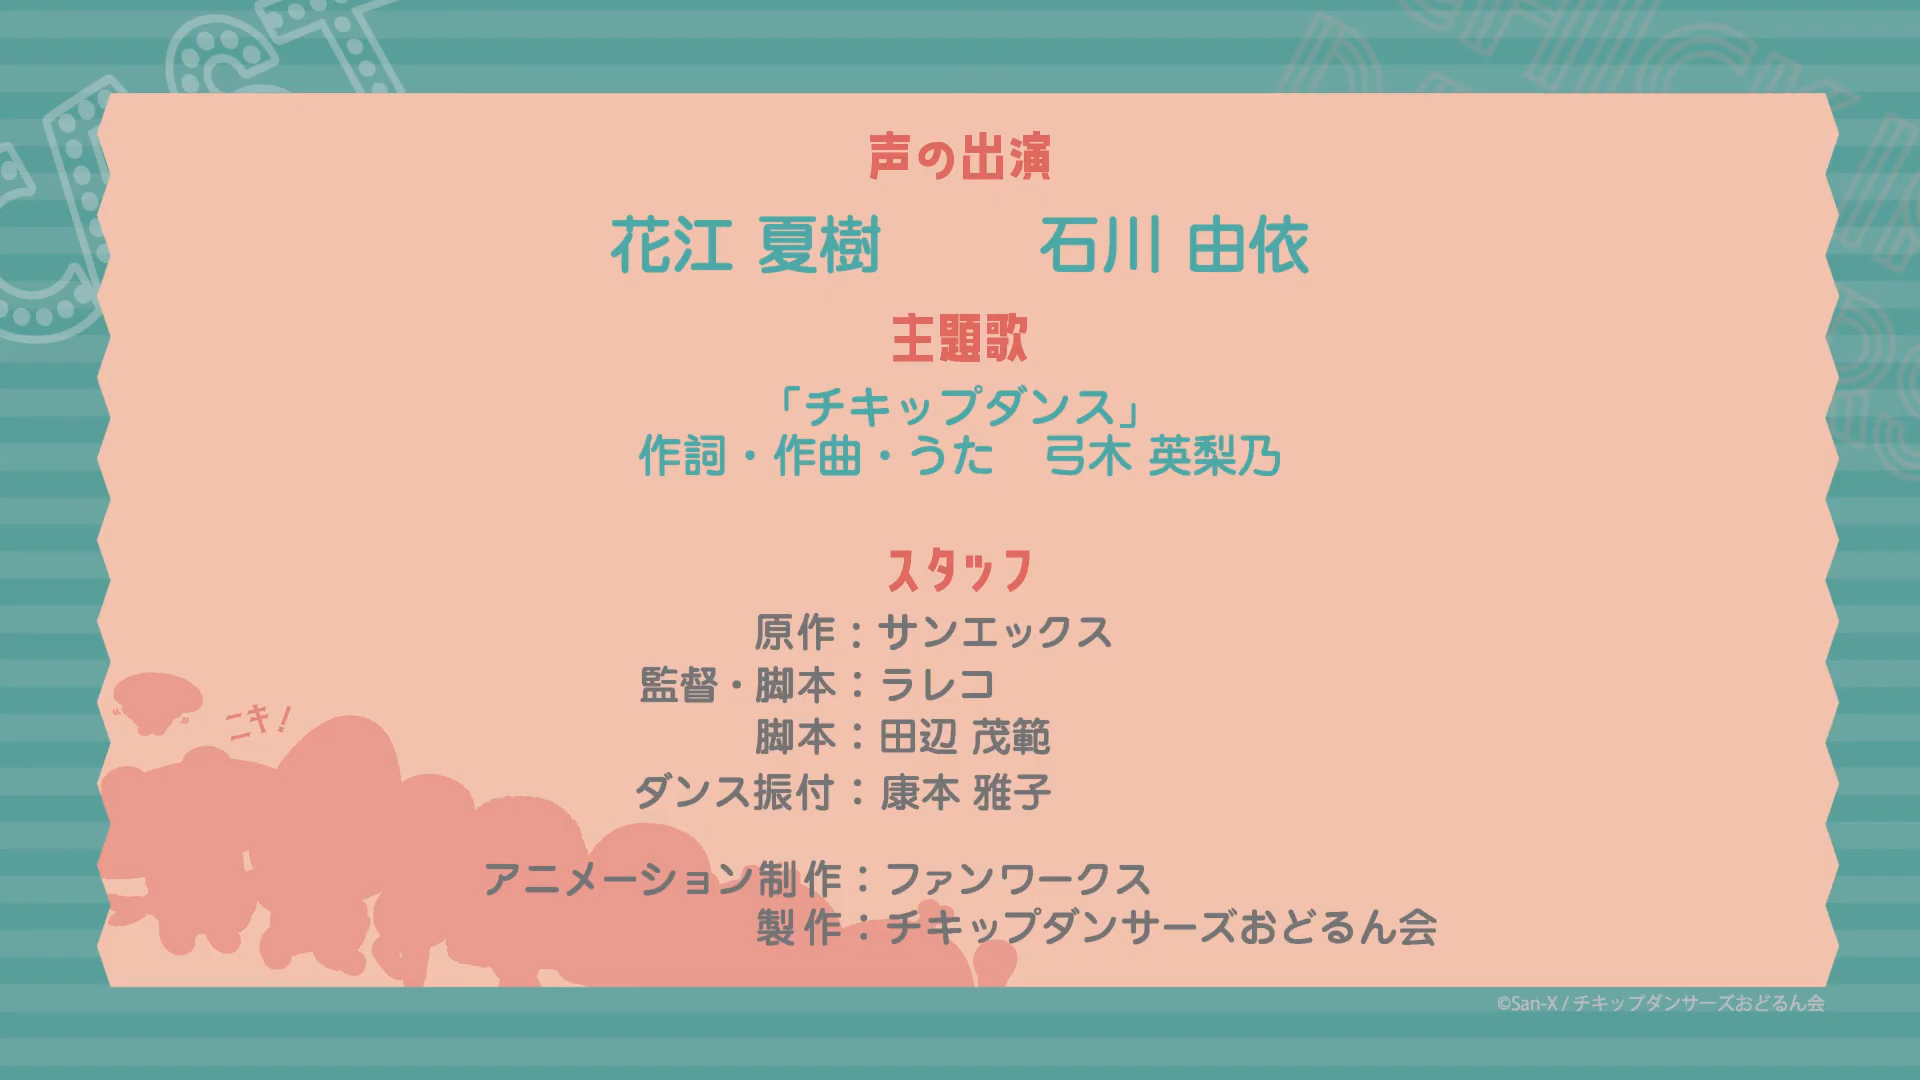 CAST
CHICKIP DANCERS
声の出演
花江 夏樹 石川 由依
主題歌
「チキップダンス」
作詞・作曲・うた 弓木 英梨乃
スタッフ
原作：サンエックス
監督・脚本：ラレコ
脚本：田辺 茂範
ダンス振付：康本 雅子
ニキ！
アニメーション制作：ファンワークス
製作：チキップダンサーズおどるん会
©San-X / チキップダンサーズおどるん会